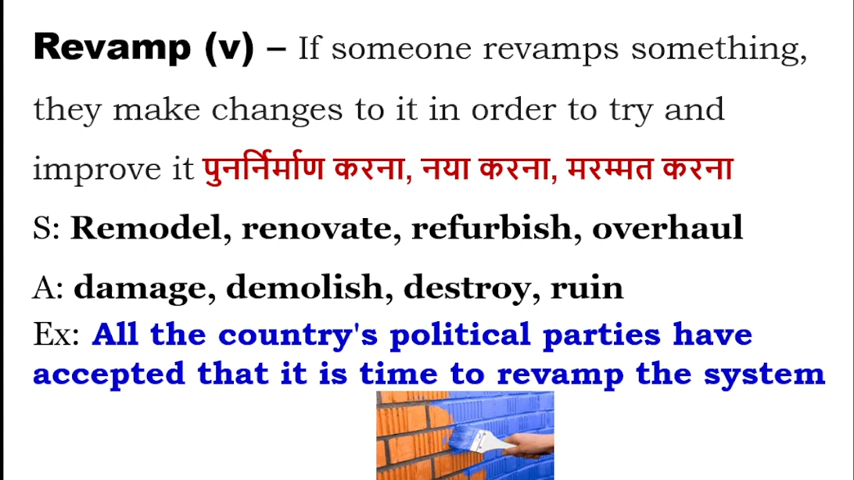 Revamp (v) – If someone revamps something,
they make changes to it in order to try and
improve it पुनर्निर्माण करना, नया करना, मरम्मत करना
S: Remodel, renovate, refurbish, overhaul
A: damage, demolish, destroy, ruin
Ex: All the country's political parties have
accepted that it is time to revamp the system